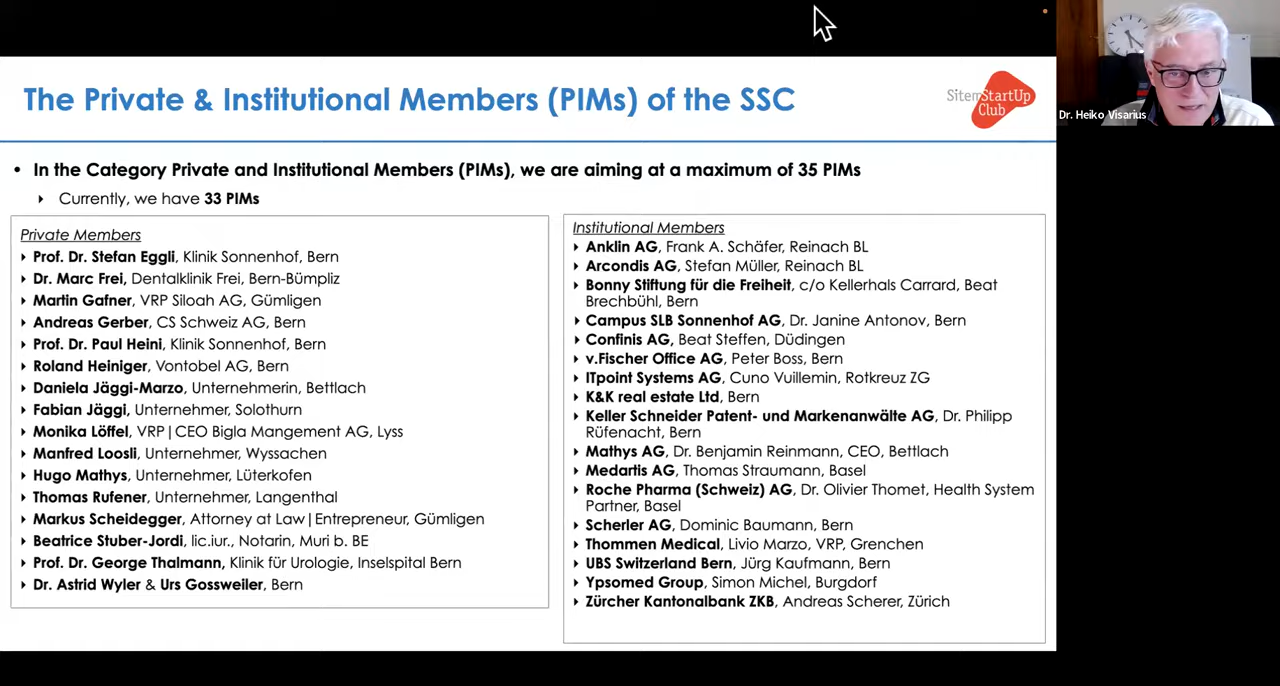 The Private & Institutional Members (PIMs) of the SSC
SitemStartUp
Club
Dr. Heiko Visarius
• In the Category Private and Institutional Members (PIMs), we are aiming at a maximum of 35 PIMs
Currently, we have 33 PIMs
Private Members
Prof. Dr. Stefan Eggli, Klinik Sonnenhof, Bern
Dr. Marc Frei, Dentalklinik Frei, Bern-Bümpliz
Martin Gafner, VRP Siloah AG, Gümligen
Andreas Gerber, CS Schweiz AG, Bern
Prof. Dr. Paul Heini, Klinik Sonnenhof, Bern
Roland Heiniger, Vontobel AG, Bern
Daniela Jäggi-Marzo, Unternehmerin, Bettlach
Fabian Jäggi, Unternehmer, Solothurn
Monika Löffel, VRP|CEO Bigla Mangement AG, Lyss
Manfred Loosli, Unternehmer, Wyssachen
Hugo Mathys, Unternehmer, Lüterkofen
Thomas Rufener, Unternehmer, Langenthal
Markus Scheidegger, Attorney at Law|Entrepreneur, Gümligen
Beatrice Stuber-Jordi, lic.iur., Notarin, Muri b. BE
Prof. Dr. George Thalmann, Klinik für Urologie, Inselspital Bern
Dr. Astrid Wyler & Urs Gossweiler, Bern
Institutional Members
Anklin AG, Frank A. Schäfer, Reinach BL
Arcondis AG, Stefan Müller, Reinach BL
Bonny Stiftung für die Freiheit, c/o Kellerhals Carrard, Beat
Brechbühl, Bern
Campus SLB Sonnenhof AG, Dr. Janine Antonov, Bern
Confinis AG, Beat Steffen, Düdingen
v.Fischer Office AG, Peter Boss, Bern
ITpoint Systems AG, Cuno Vuillemin, Rotkreuz ZG
K&K real estate Ltd, Bern
Keller Schneider Patent- und Markenanwälte AG, Dr. Philipp
Rüfenacht, Bern
Mathys AG, Dr. Benjamin Reinmann, CEO, Bettlach
Medartis AG, Thomas Straumann, Basel
Roche Pharma (Schweiz) AG, Dr. Olivier Thomet, Health System
Partner, Basel
Scherler AG, Dominic Baumann, Bern
Thommen Medical, Livio Marzo, VRP, Grenchen
UBS Switzerland Bern, Jürg Kaufmann, Bern
Ypsomed Group, Simon Michel, Burgdorf
Zürcher Kantonalbank ZKB, Andreas Scherer, Zürich